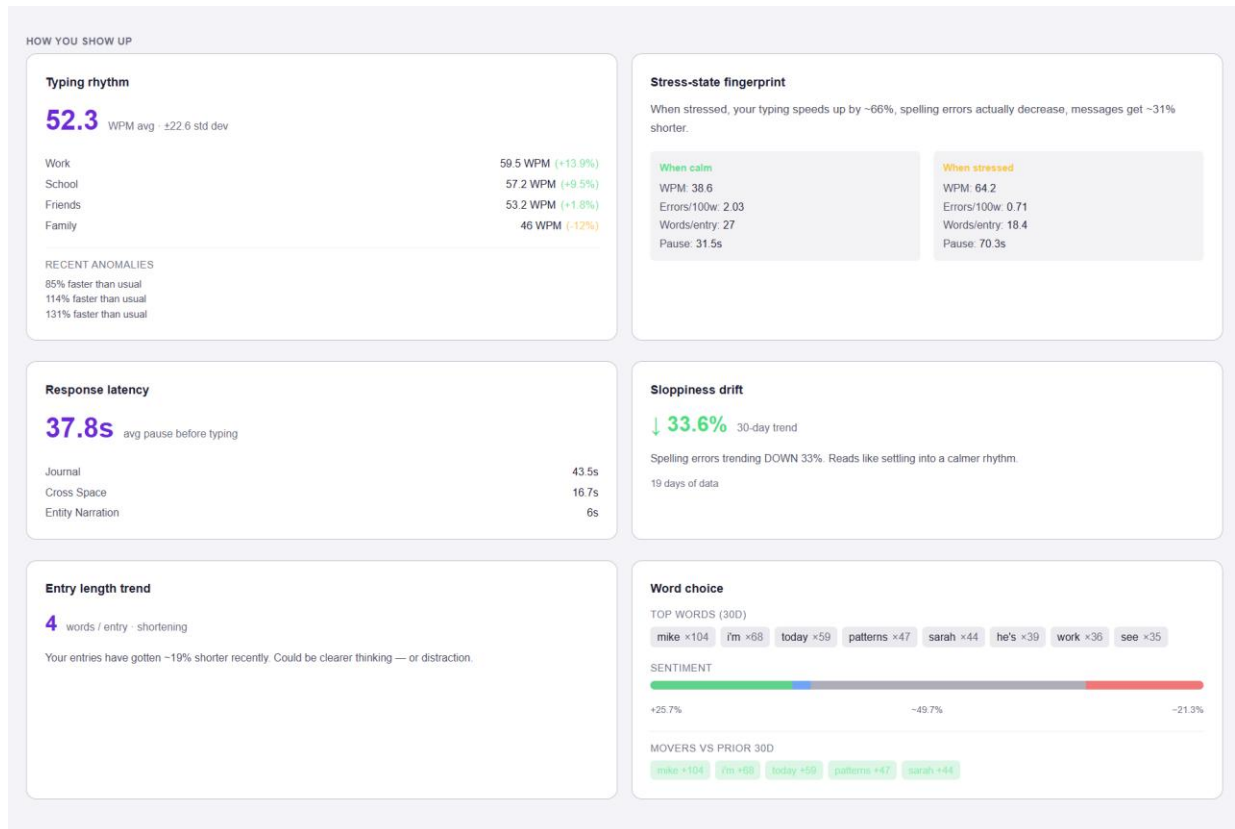 HOW YOU SHOW UP
Typing rhythm
52.3 WPM avg · ±22.6 std dev
Work 59.5 WPM (+13.9%)
School 57.2 WPM (+9.5%)
Friends 53.2 WPM (+1.8%)
Family 46 WPM (-12%)
RECENT ANOMALIES
85% faster than usual
114% faster than usual
131% faster than usual
Stress-state fingerprint
When stressed, your typing speeds up by ~66%, spelling errors actually decrease, messages get ~31%
shorter.
When calm
WPM: 38.6
Errors/100w: 2.03
Words/entry: 27
Pause: 31.5s
When stressed
WPM: 64.2
Errors/100w: 0.71
Words/entry: 18.4
Pause: 70.3s
Response latency
37.8s avg pause before typing
Journal 43.5s
Cross Space 16.7s
Entity Narration 6s
Sloppiness drift
↓ 33.6% 30-day trend
Spelling errors trending DOWN 33%. Reads like settling into a calmer rhythm.
19 days of data
Entry length trend
4 words / entry · shortening
Your entries have gotten ~19% shorter recently. Could be clearer thinking — or distraction.
Word choice
TOP WORDS (30D)
mike ×104 i'm ×68 today ×59 patterns ×47 sarah ×44 he's ×39 work ×36 see ×35
SENTIMENT
+25.7% ~49.7% −21.3%
MOVERS VS PRIOR 30D
mike +104 i'm +68 today +59 patterns +47 sarah +44